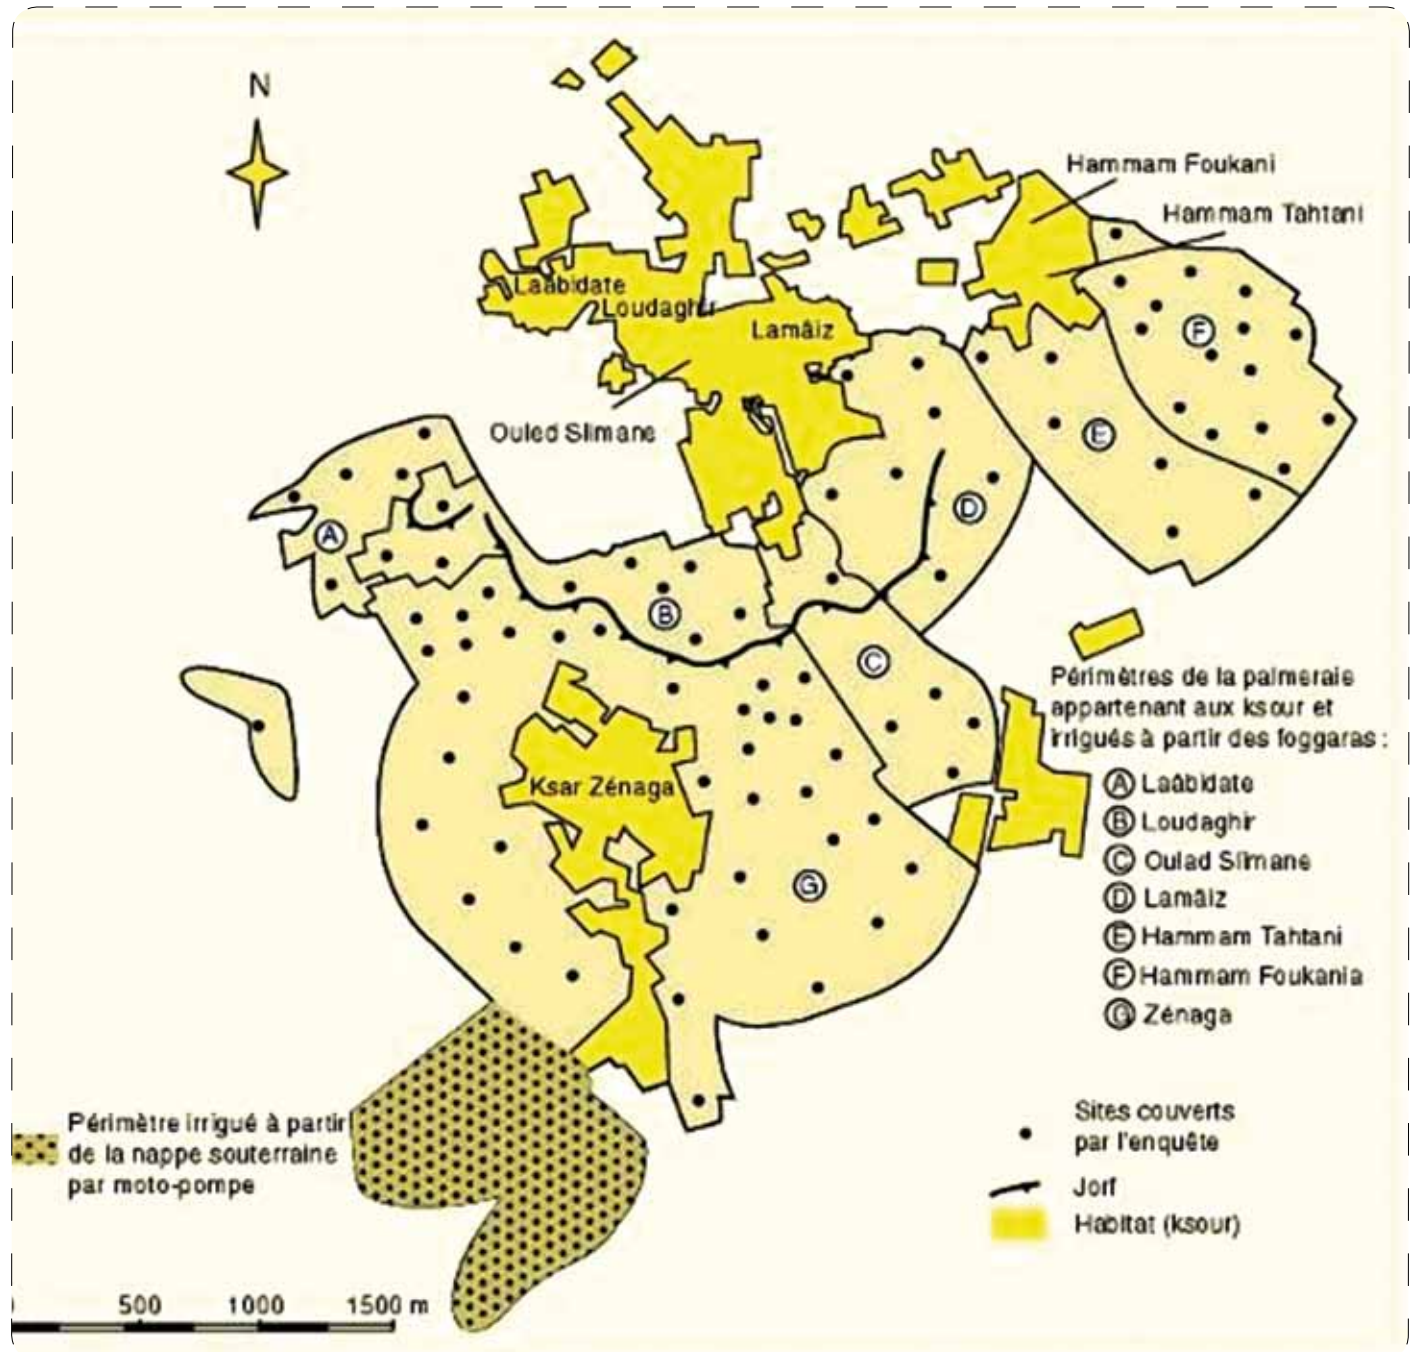 N
Hammam Foukani
Hammam Tahtani
Laâbidate
Loudaghir
Lamâiz
Ouled Slimane
F
E
D
A
B
C
Périmètres de la palmeraie
appartenant aux ksour et
irrigués à partir des foggaras :
Ksar Zénaga
A Laâbidate
B Loudaghir
C Oulad Slimane
D Lamâiz
E Hammam Tahtani
F Hammam Foukania
G Zénaga
G
Périmètre irrigué à partir
de la nappe souterraine
par moto-pompe
Sites couverts
par l'enquête
Jorf
Habitat (ksour)
500 1000 1500 m